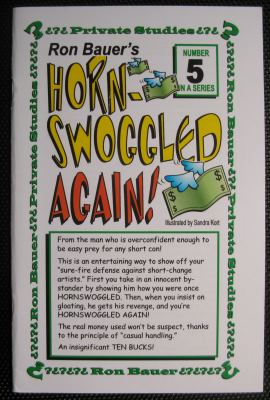 Private Studies
Ron Bauer's
NUMBER
5
IN A SERIES
HORN-
SWOGGLED
AGAIN!
Illustrated by Sandra Kort
From the man who is overconfident enough to
be easy prey for any short con!
This is an entertaining way to show off your
"sure-fire defense against short-change
artists." First you take in an innocent by-
stander by showing him how you were once
HORNSWOGGLED. Then, when you insist on
gloating, he gets his revenge, and you're
HORNSWOGGLED AGAIN!
The real money used won't be suspect, thanks
to the principle of "casual handling."
An insignificant TEN BUCKS!
Ron Bauer
Ron Bauer Private Studies
Ron Bauer Private Studies